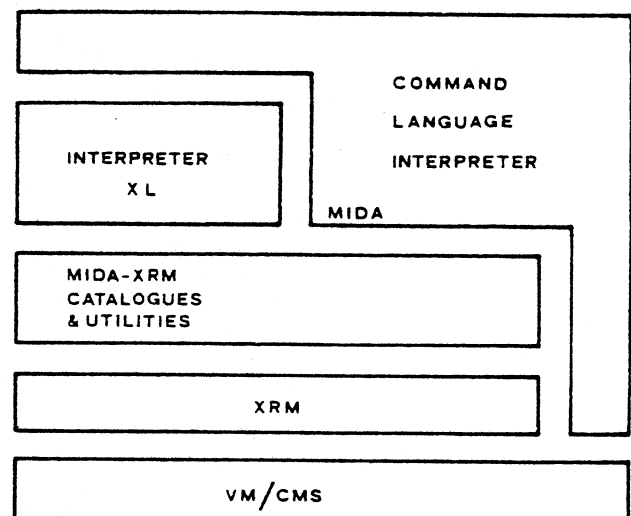 COMMAND
LANGUAGE
INTERPRETER
INTERPRETER
XL
MIDA
MIDA-XRM
CATALOGUES
& UTILITIES
XRM
VM/CMS